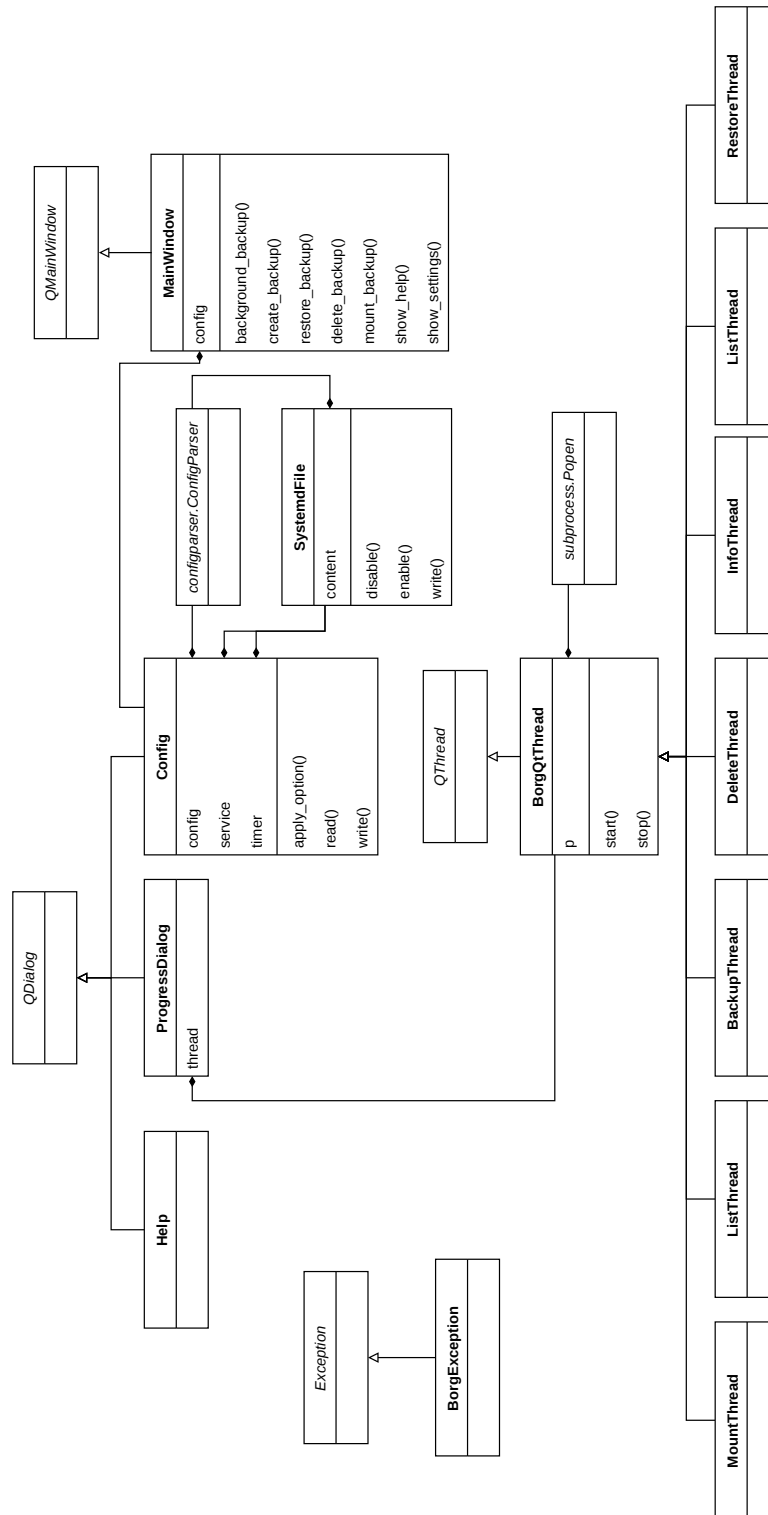 QDialog
QMainWindow
Help
ProgressDialog
thread
Config
config
service
timer
apply_option()
read()
write()
configparser.ConfigParser
MainWindow
config
background_backup()
create_backup()
restore_backup()
delete_backup()
mount_backup()
show_help()
show_settings()
SystemdFile
content
disable()
enable()
write()
Exception
BorgException
QThread
BorgQtThread
p
start()
stop()
subprocess.Popen
MountThread
ListThread
BackupThread
DeleteThread
InfoThread
ListThread
RestoreThread